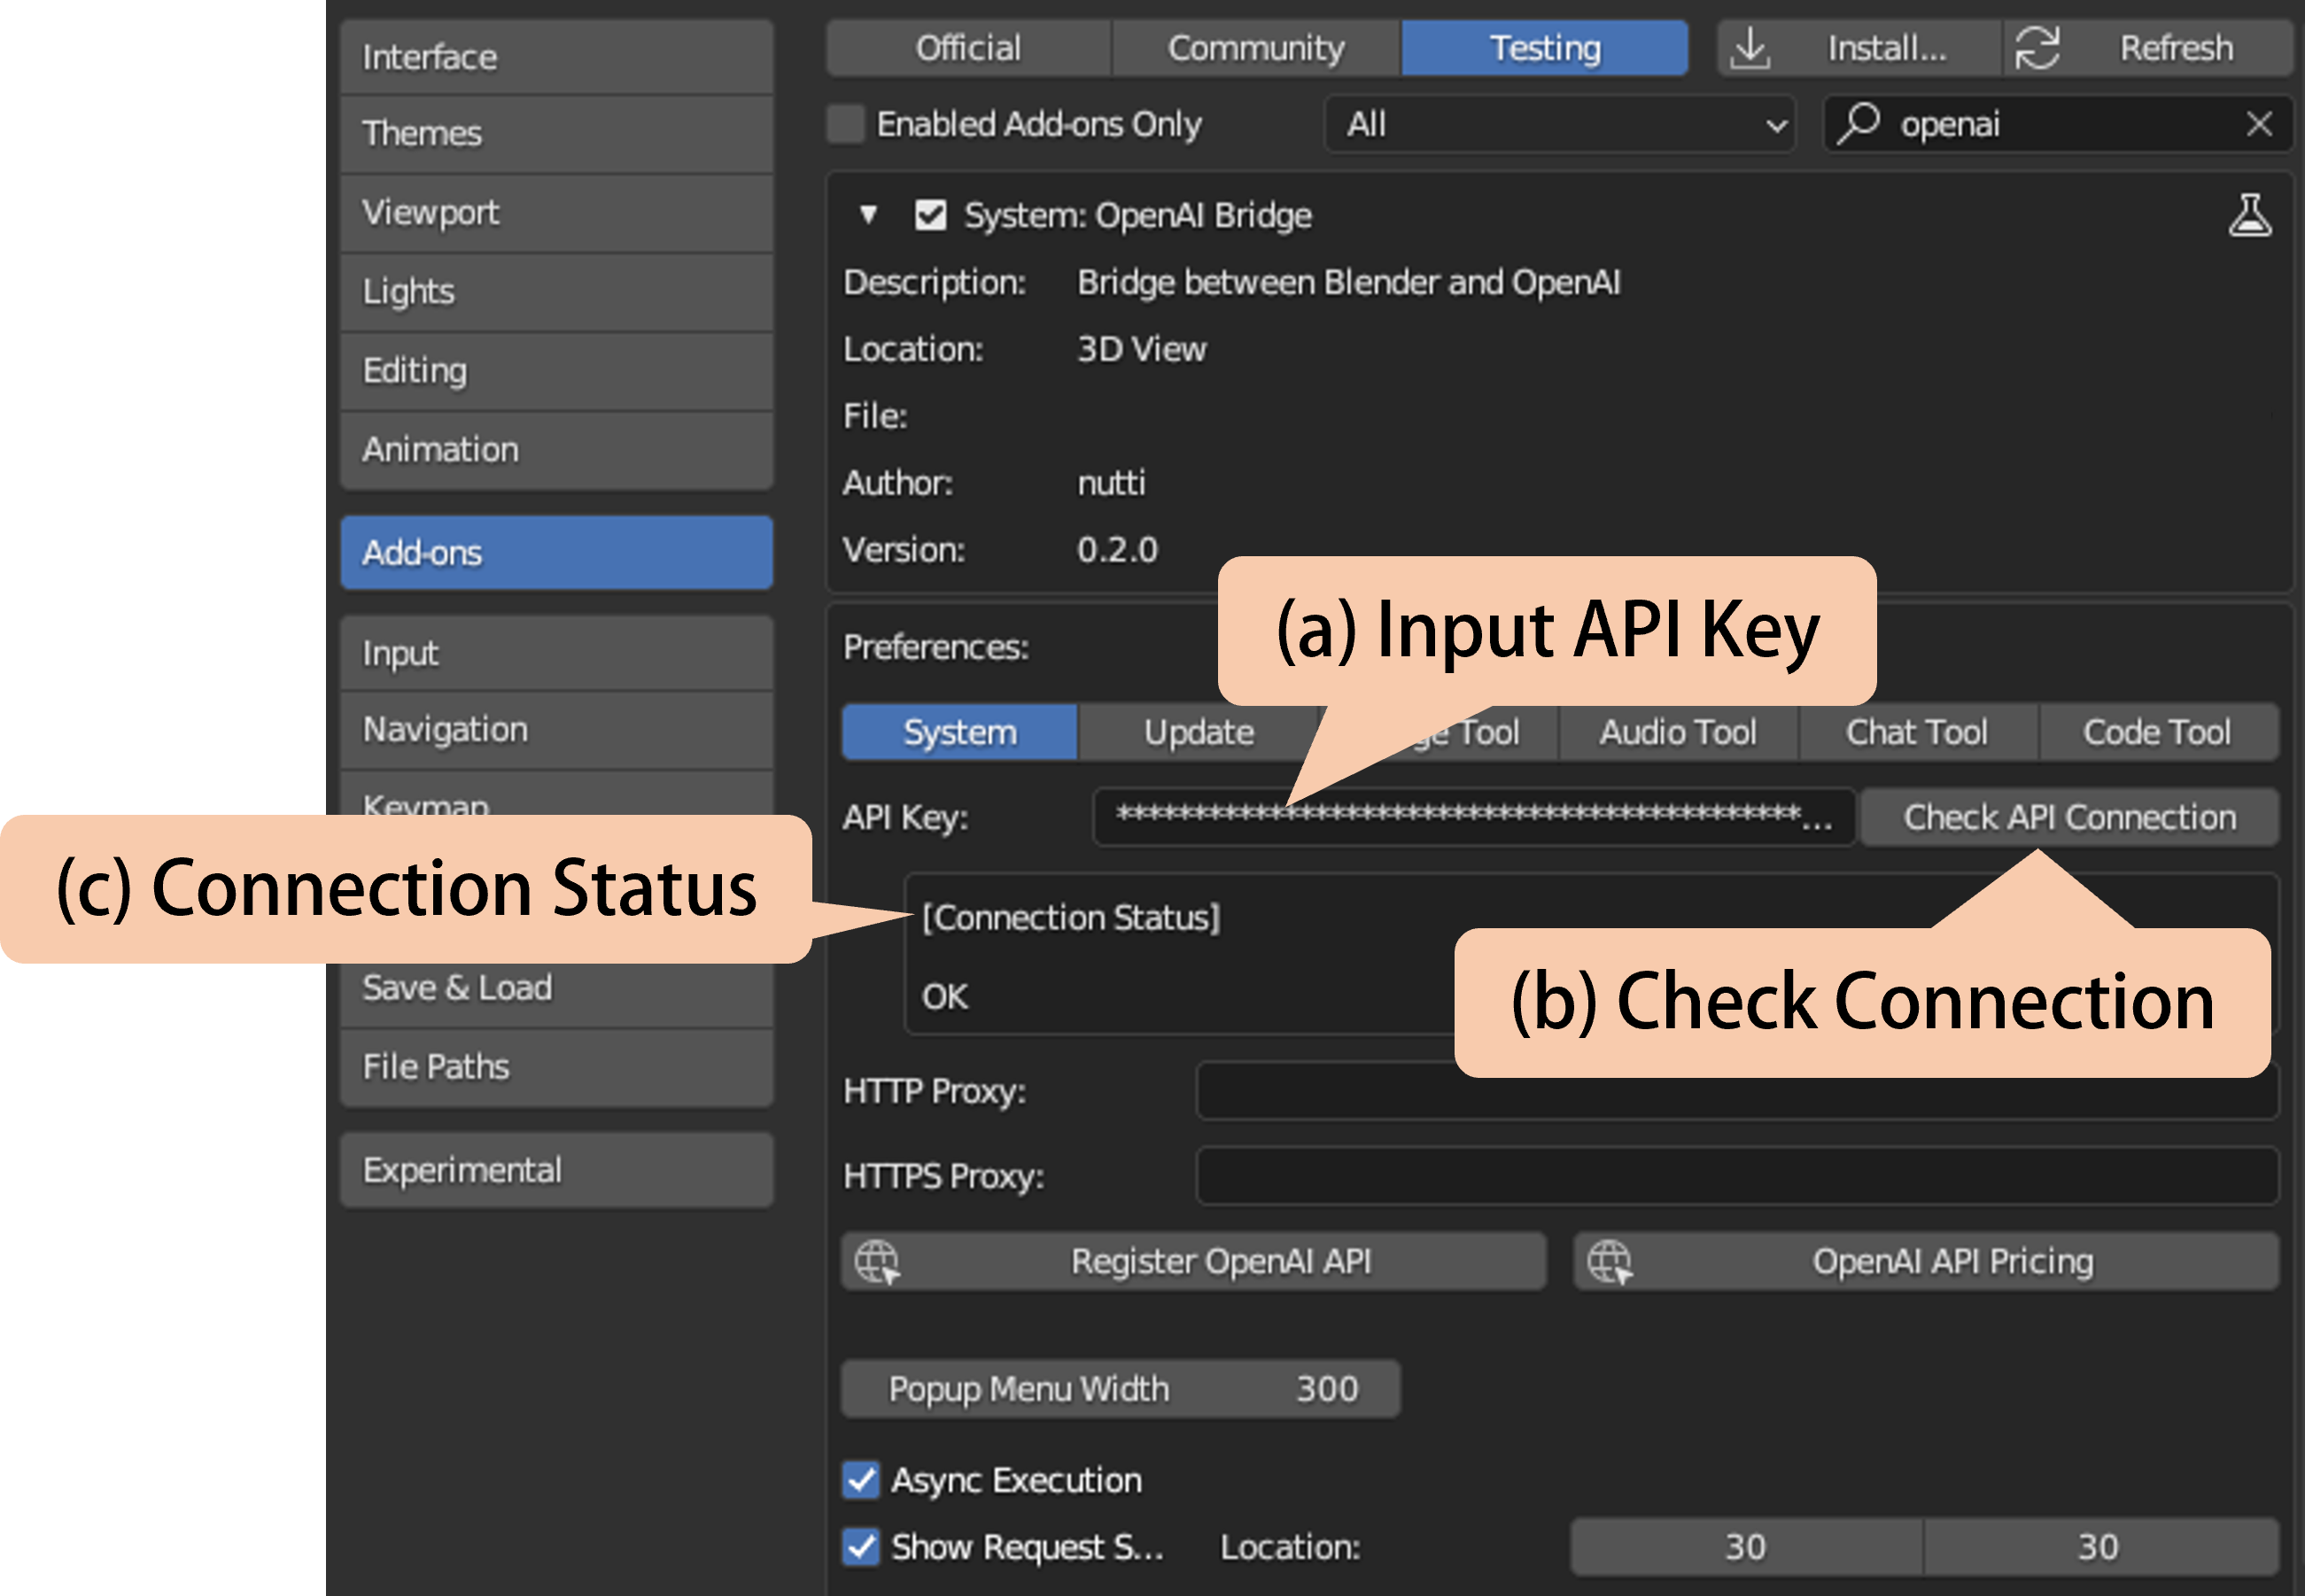 Interface
Themes
Viewport
Lights
Editing
Animation
Add-ons
Input
Navigation
Keymap
Save & Load
File Paths
Experimental
Official Community Testing Install... Refresh
Enabled Add-ons Only All openai
System: OpenAI Bridge
Description: Bridge between Blender and OpenAI
Location: 3D View
File:
Author: nutti
Version: 0.2.0
(a) Input API Key
Preferences:
System Update ge Tool Audio Tool Chat Tool Code Tool
API Key: *********************************************... Check API Connection
(c) Connection Status
[Connection Status]
OK
(b) Check Connection
HTTP Proxy:
HTTPS Proxy:
Register OpenAI API OpenAI API Pricing
Popup Menu Width 300
Async Execution
Show Request S... Location: 30 30